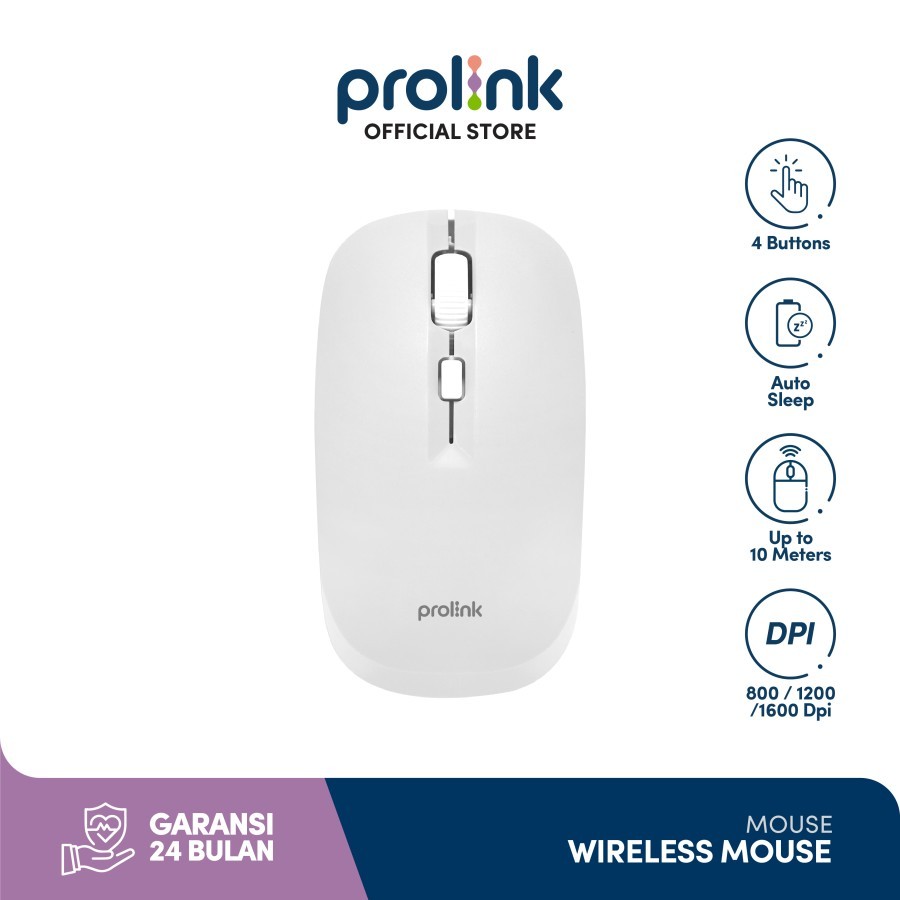 prolink
OFFICIAL STORE
4 Buttons
zzz
Auto
Sleep
Up to
10 Meters
DPI
800 / 1200
/1600 Dpi
prolink
GARANSI
24 BULAN
MOUSE
WIRELESS MOUSE